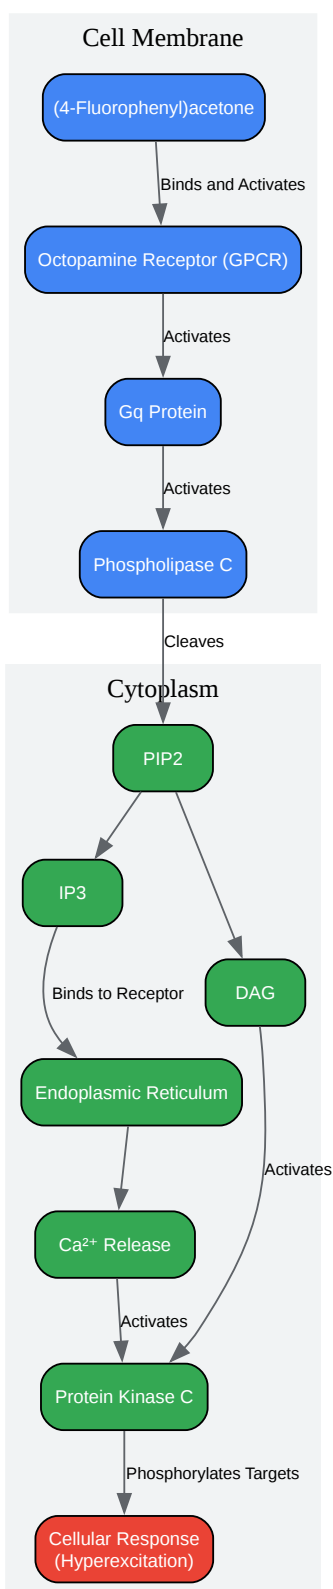 Cell Membrane
(4-Fluorophenyl)acetone
Binds and Activates
Octopamine Receptor (GPCR)
Activates
Gq Protein
Activates
Phospholipase C
Cleaves
Cytoplasm
PIP2
IP3
Binds to Receptor
DAG
Endoplasmic Reticulum
Activates
Ca²⁺ Release
Activates
Protein Kinase C
Phosphorylates Targets
Cellular Response
(Hyperexcitation)